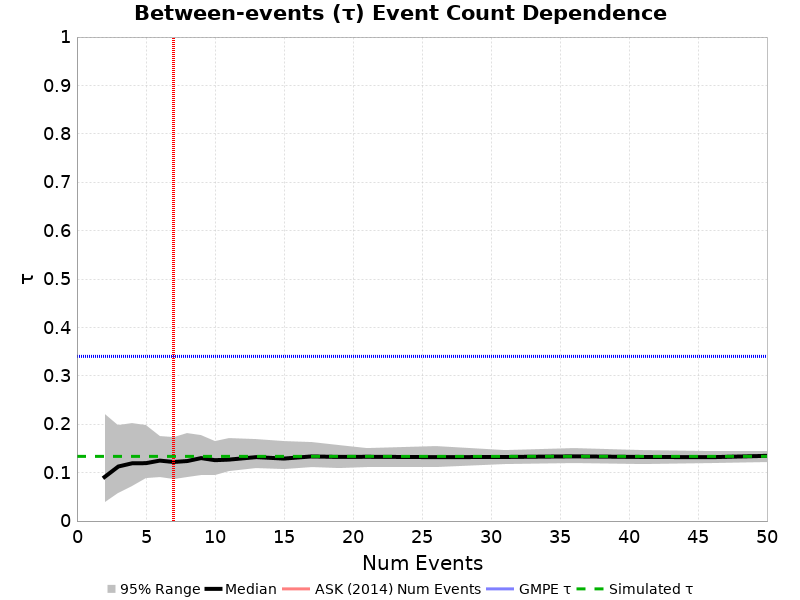 Between-events (τ) Event Count Dependence
1
0.9
0.8
0.7
0.6
0.5
0.4
0.3
0.2
0.1
0
τ
0 5 10 15 20 25 30 35 40 45 50
Num Events
95% Range Median ASK (2014) Num Events GMPE τ Simulated τ